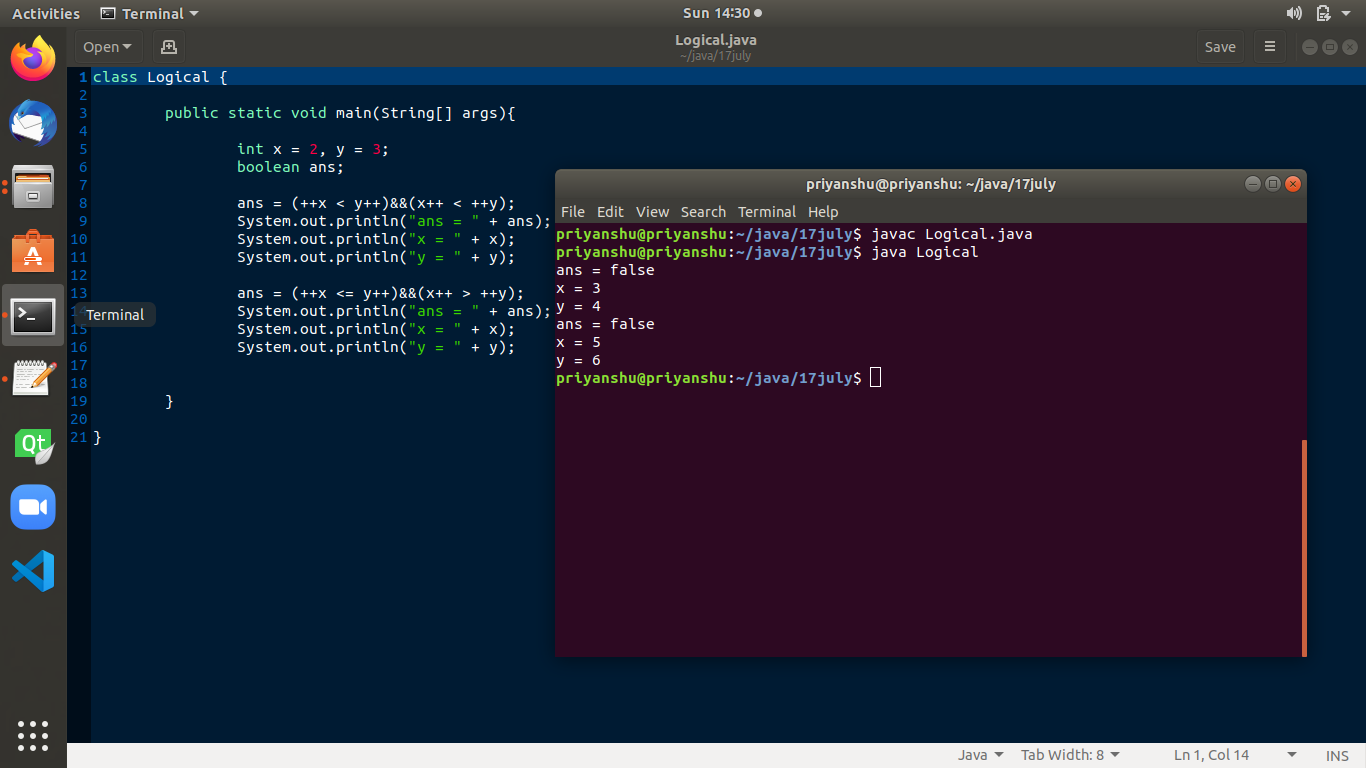 Activities Terminal Sun 14:30
Open Logical.java Save
~/java/17july
1 class Logical {
2
3 public static void main(String[] args){
4
5 int x = 2, y = 3;
6 boolean ans;
7
8 ans = (++x < y++)&&(x++ < ++y);
9 System.out.println("ans = " + ans);
10 System.out.println("x = " + x);
11 System.out.println("y = " + y);
12
13 ans = (++x <= y++)&&(x++ > ++y);
14 System.out.println("ans = " + ans);
15 System.out.println("x = " + x);
16 System.out.println("y = " + y);
17
18
19 }
20
21 }
Terminal
Qt
priyanshu@priyanshu: ~/java/17july
File Edit View Search Terminal Help
priyanshu@priyanshu:~/java/17july$ javac Logical.java
priyanshu@priyanshu:~/java/17july$ java Logical
ans = false
x = 3
y = 4
ans = false
x = 5
y = 6
priyanshu@priyanshu:~/java/17july$
Java Tab Width: 8 Ln 1, Col 14 INS